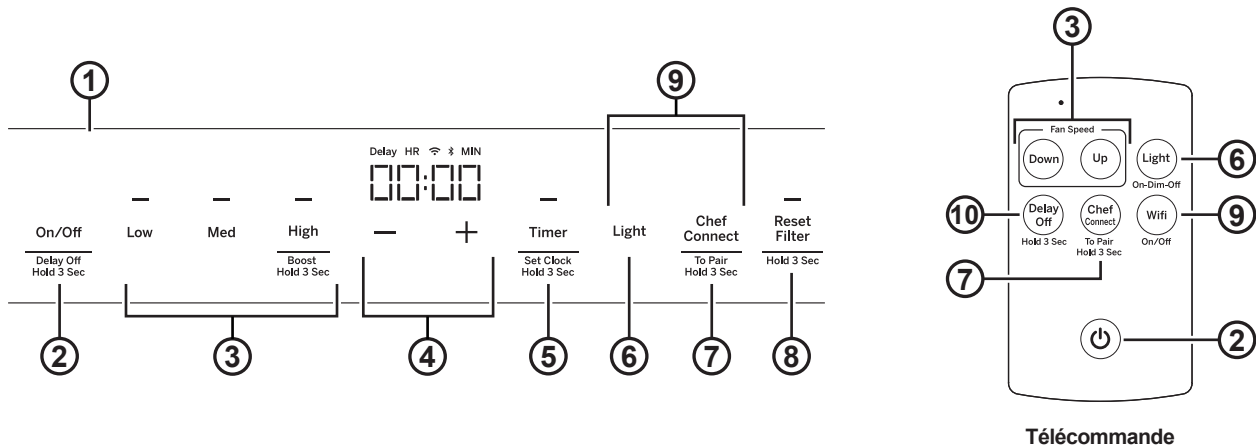 1
9
3
Delay HR MIN
00:00
Fan Speed
Down Up Light
On-Dim-Off
6
On/Off Low Med High − + Timer Light Chef Connect Reset Filter
Delay Off
Hold 3 Sec
Boost
Hold 3 Sec
Set Clock
Hold 3 Sec
To Pair
Hold 3 Sec
Hold 3 Sec
2
3
4
5
6
7
8
10
Delay
Off
Hold 3 Sec
Chef
Connect
To Pair
Hold 3 Sec
Wifi
On/Off
9
7
2
Télécommande